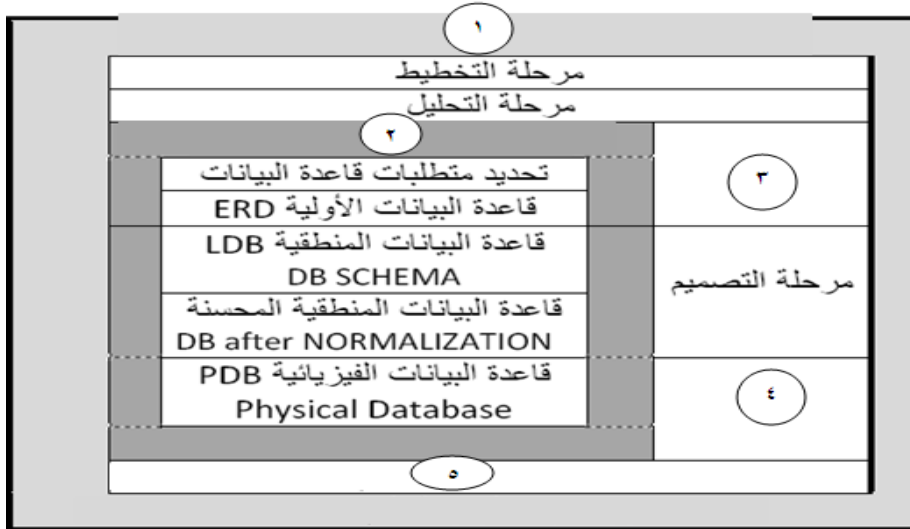 ١
مرحلة التخطيط
مرحلة التحليل
٢
تحديد متطلبات قاعدة البيانات
٣
قاعدة البيانات الأولية ERD
قاعدة البيانات المنطقية LDB
DB SCHEMA
مرحلة التصميم
قاعدة البيانات المنطقية المحسنة
DB after NORMALIZATION
قاعدة البيانات الفيزيائية PDB
Physical Database
٤
٥